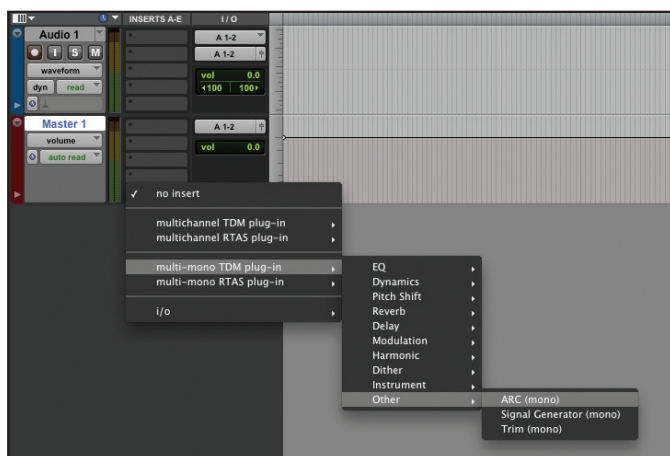 INSERTS A-E
I / O
Audio 1
I S M
waveform
dyn read
A 1-2
A 1-2
vol 0.0
100 100
Master 1
volume
auto read
A 1-2
vol 0.0
✓ no insert
multichannel TDM plug-in
multichannel RTAS plug-in
multi-mono TDM plug-in
multi-mono RTAS plug-in
i/o
EQ
Dynamics
Pitch Shift
Reverb
Delay
Modulation
Harmonic
Dither
Instrument
Other
ARC (mono)
Signal Generator (mono)
Trim (mono)